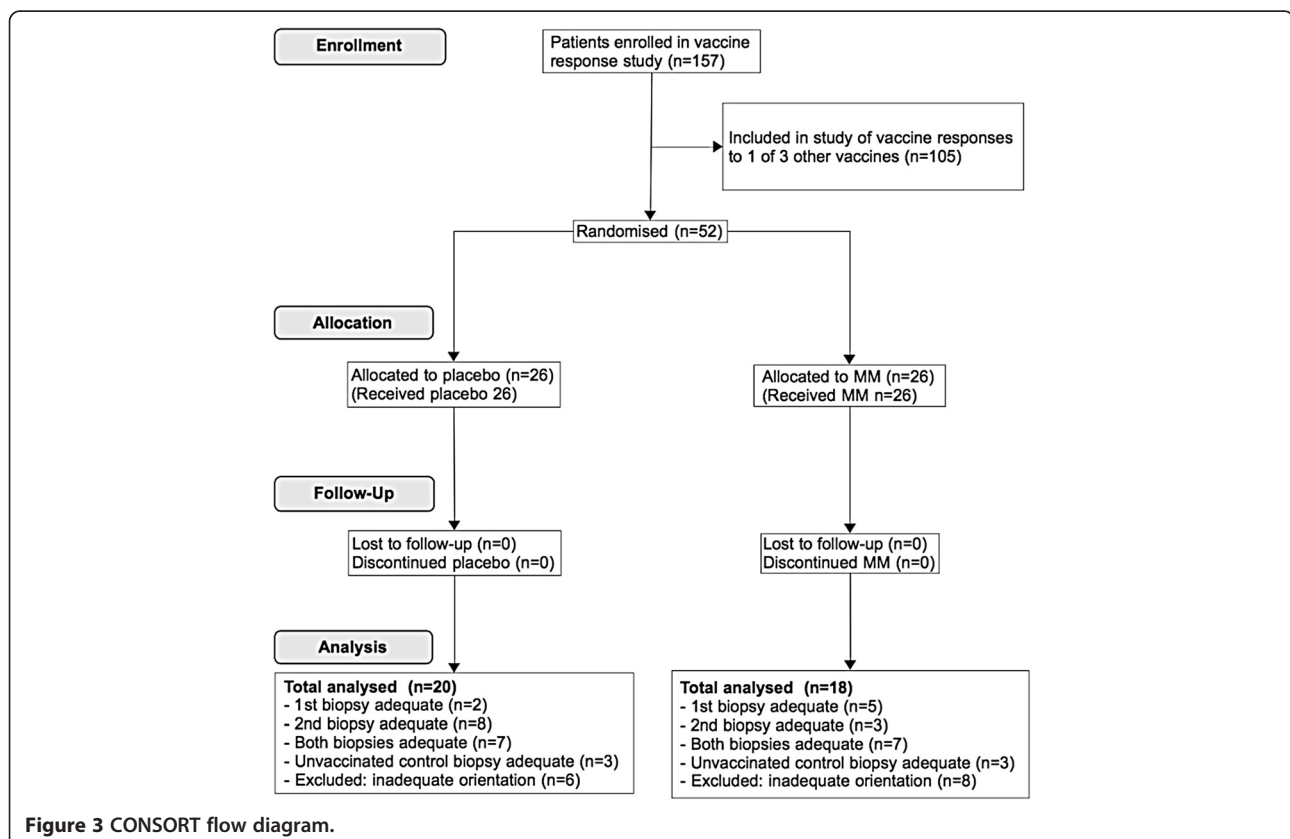 Enrollment
Patients enrolled in vaccine
response study (n=157)
Included in study of vaccine responses
to 1 of 3 other vaccines (n=105)
Randomised (n=52)
Allocation
Allocated to placebo (n=26)
(Received placebo 26)
Allocated to MM (n=26)
(Received MM n=26)
Follow-Up
Lost to follow-up (n=0)
Discontinued placebo (n=0)
Lost to follow-up (n=0)
Discontinued MM (n=0)
Analysis
Total analysed (n=20)
- 1st biopsy adequate (n=2)
- 2nd biopsy adequate (n=8)
- Both biopsies adequate (n=7)
- Unvaccinated control biopsy adequate (n=3)
- Excluded: inadequate orientation (n=6)
Total analysed (n=18)
- 1st biopsy adequate (n=5)
- 2nd biopsy adequate (n=3)
- Both biopsies adequate (n=7)
- Unvaccinated control biopsy adequate (n=3)
- Excluded: inadequate orientation (n=8)
Figure 3 CONSORT flow diagram.